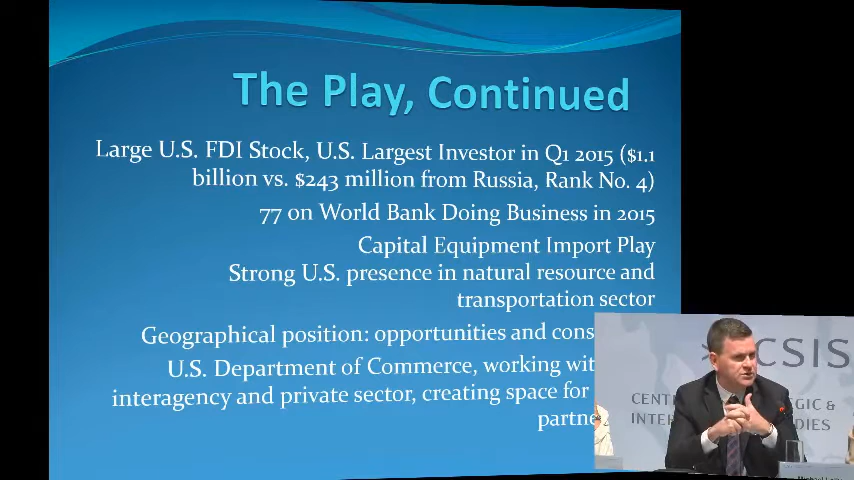 The Play, Continued
Large U.S. FDI Stock, U.S. Largest Investor in Q1 2015 ($1.1
billion vs. $243 million from Russia, Rank No. 4)
77 on World Bank Doing Business in 2015
Capital Equipment Import Play
Strong U.S. presence in natural resource and
transportation sector
Geographical position: opportunities and cons
U.S. Department of Commerce, working wit
interagency and private sector, creating space for
partne
CSIS
CENT GIC &
INTE DIES